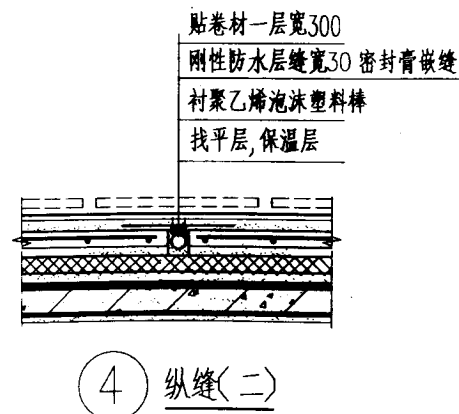 贴卷材一层宽300
刚性防水层缝宽30 密封膏嵌缝
衬聚乙烯泡沫塑料棒
找平层,保温层
4 纵缝(二)